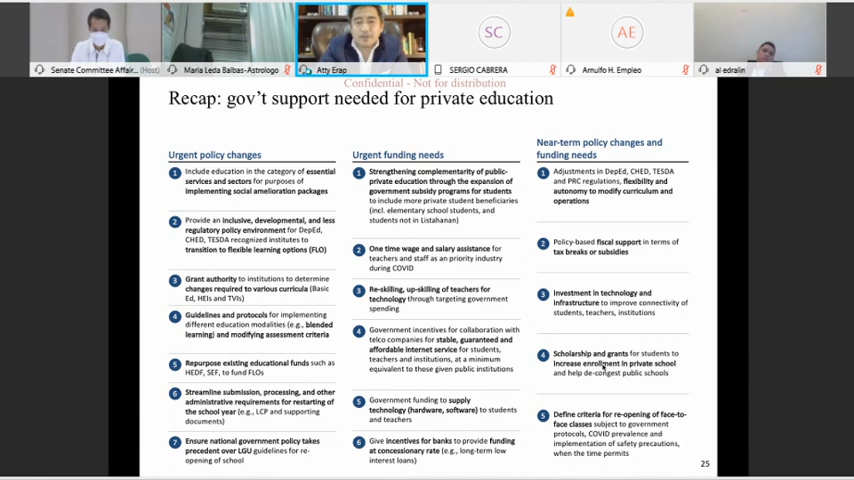 SC
AE
Senate Committee Affair... (Host)
Maria Leda Balbas-Astrologo
Atty Erap
SERGIO CABRERA
Arnulfo H. Empleo
al edralin
Confidential - Not for distribution
Recap: gov't support needed for private education
Urgent policy changes
1 Include education in the category of essential
services and sectors for purposes of
implementing social amelioration packages
2 Provide an inclusive, developmental, and less
regulatory policy environment for DepEd,
CHED, TESDA recognized institutes to
transition to flexible learning options (FLO)
3 Grant authority to institutions to determine
changes required to various curricula (Basic
Ed, HEIs and TVIs)
4 Guidelines and protocols for implementing
different education modalities (e.g., blended
learning) and modifying assessment criteria
5 Repurpose existing educational funds such as
HEDF, SEF, to fund FLOs
6 Streamline submission, processing, and other
administrative requirements for restarting of
the school year (e.g., LCP and supporting
documents)
7 Ensure national government policy takes
precedent over LGU guidelines for re-
opening of school
Urgent funding needs
1 Strengthening complementarity of public-
private education through the expansion of
government subsidy programs for students
to include more private student beneficiaries
(incl. elementary school students, and
students not in Listahanan)
2 One time wage and salary assistance for
teachers and staff as an priority industry
during COVID
3 Re-skilling, up-skilling of teachers for
technology through targeting government
spending
4 Government incentives for collaboration with
telco companies for stable, guaranteed and
affordable internet service for students,
teachers and institutions, at a minimum
equivalent to those given public institutions
5 Government funding to supply
technology (hardware, software) to students
and teachers
6 Give incentives for banks to provide funding
at concessionary rate (e.g., long-term low
interest loans)
Near-term policy changes and
funding needs
1 Adjustments in DepEd, CHED, TESDA
and PRC regulations, flexibility and
autonomy to modify curriculum and
operations
2 Policy-based fiscal support in terms of
tax breaks or subsidies
3 Investment in technology and
infrastructure to improve connectivity of
students, teachers, institutions
4 Scholarship and grants for students to
increase enrollment in private school
and help de-congest public schools
5 Define criteria for re-opening of face-to-
face classes subject to government
protocols, COVID prevalence and
implementation of safety precautions,
when the time permits
25